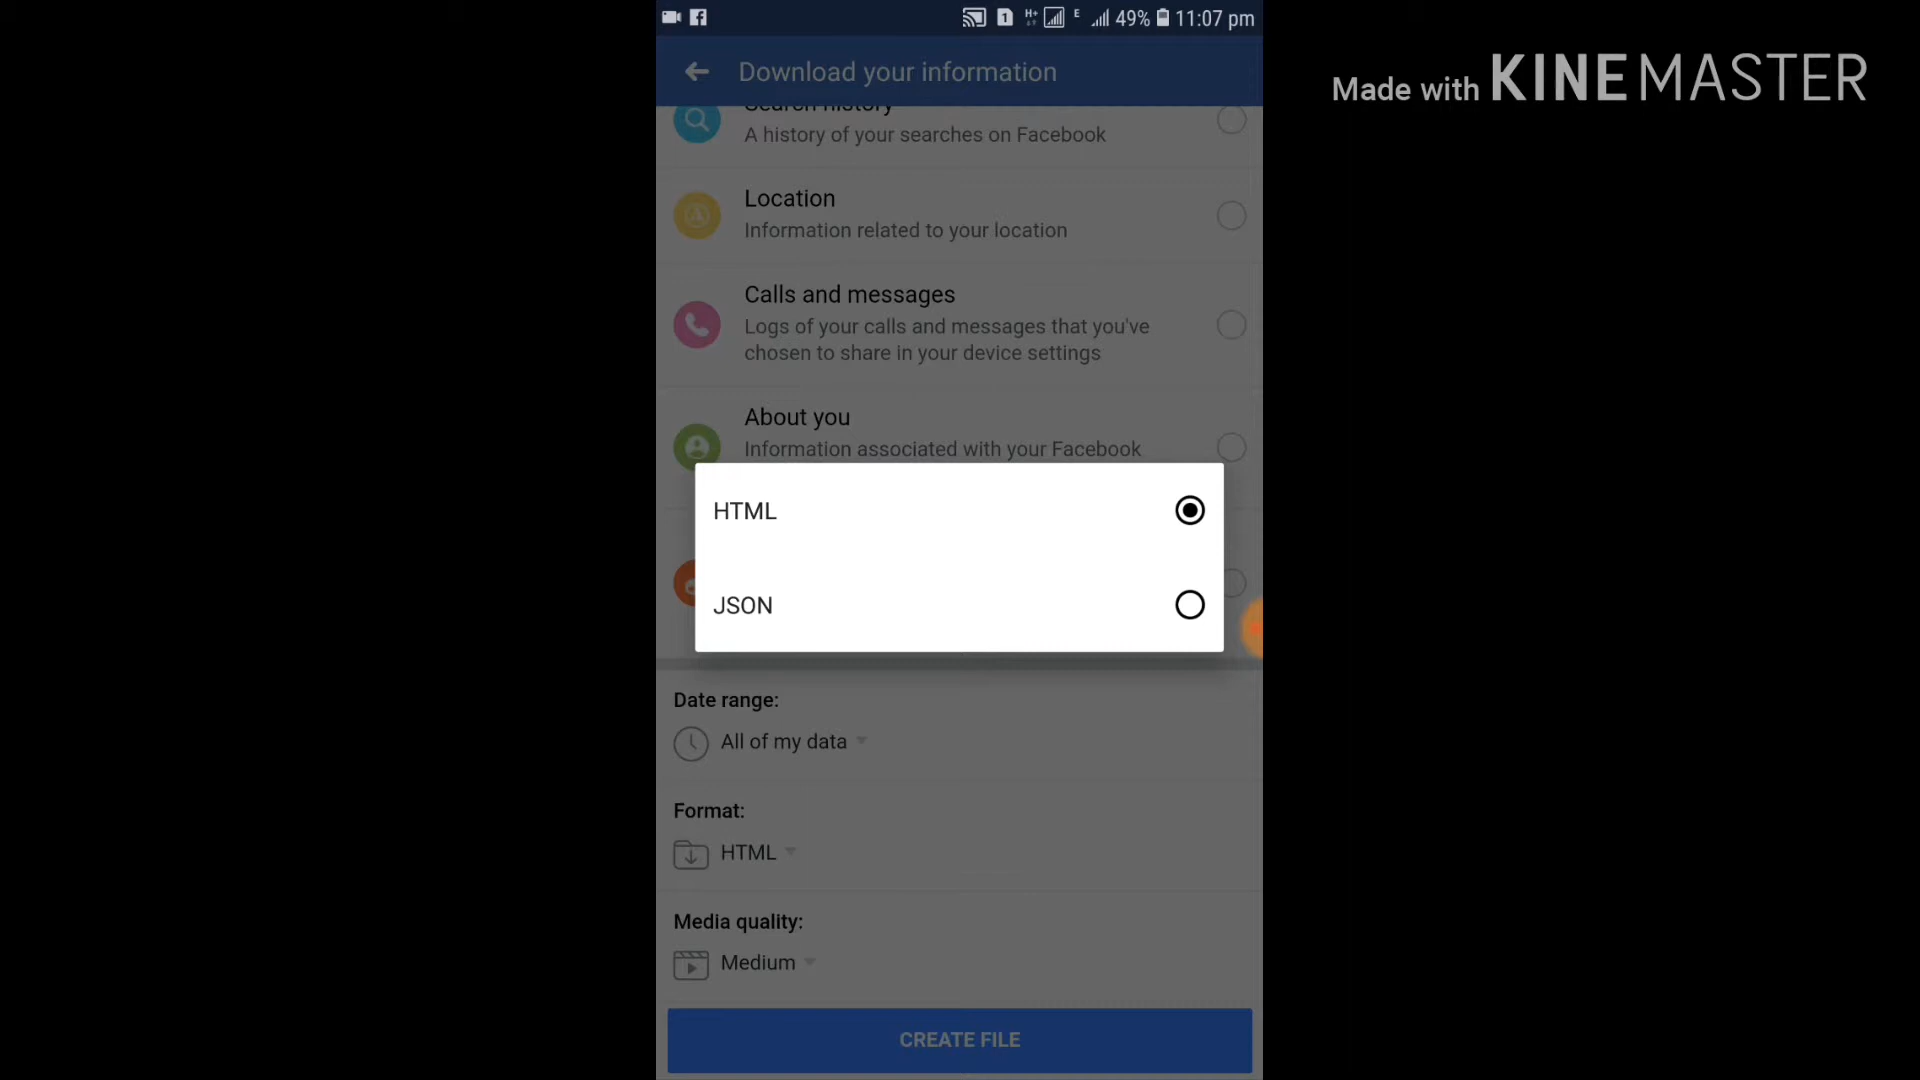 1 H+ E 49% 11:07 pm
Made with KINEMASTER
Download your information
Search history
A history of your searches on Facebook
Location
Information related to your location
Calls and messages
Logs of your calls and messages that you've
chosen to share in your device settings
About you
Information associated with your Facebook
HTML
JSON
Date range:
All of my data
Format:
HTML
Media quality:
Medium
CREATE FILE